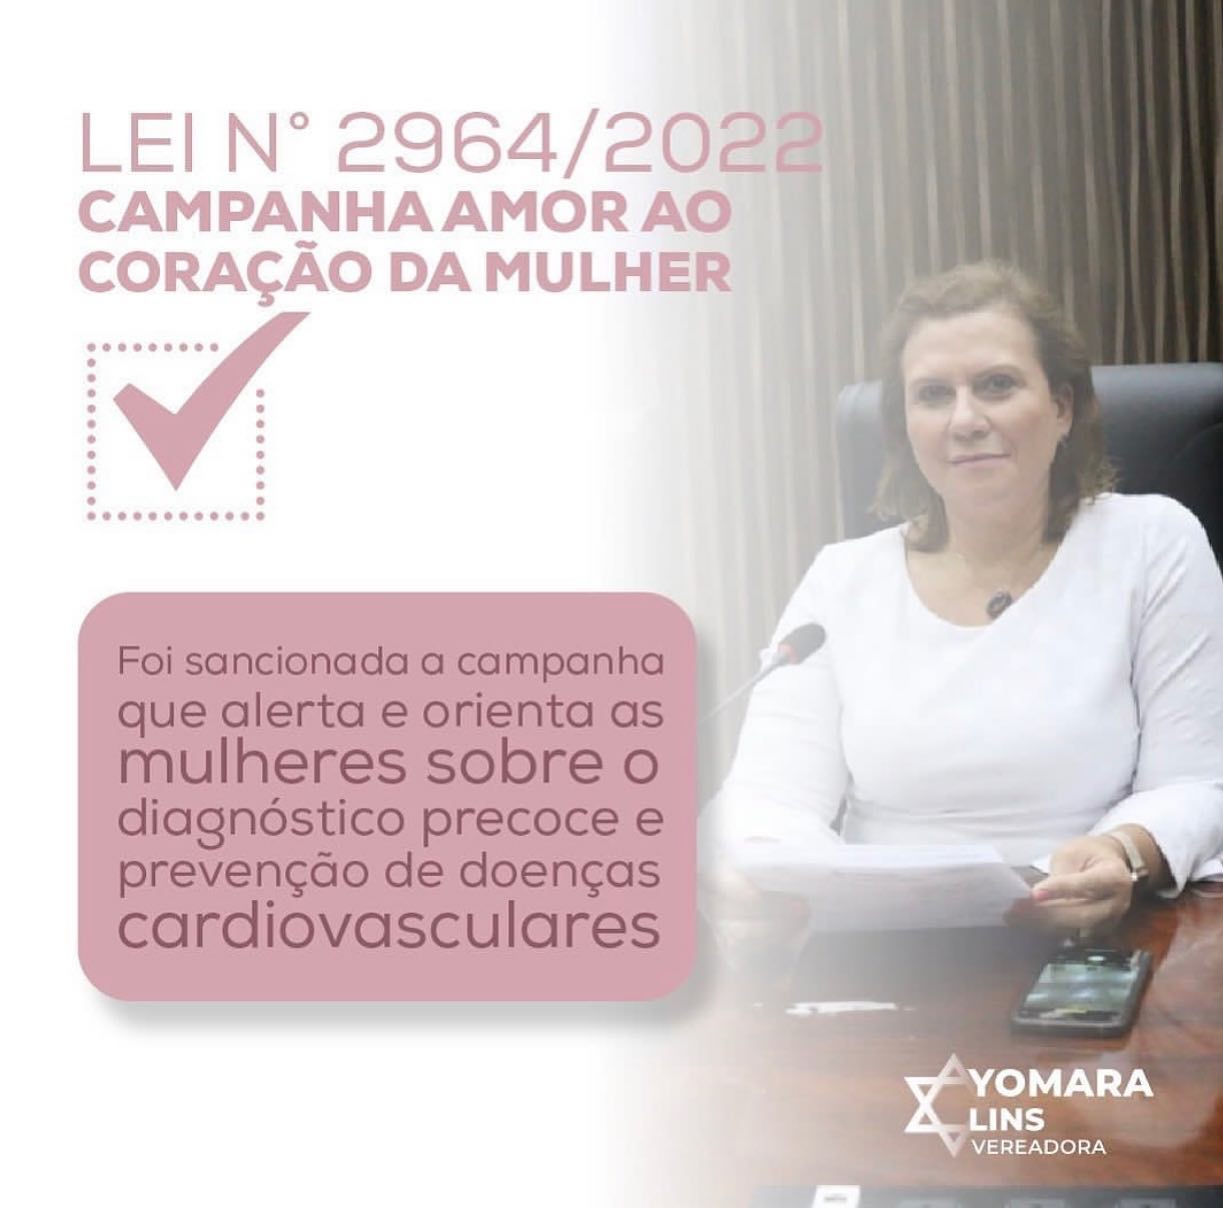 LEI N° 2964/2022
CAMPANHA AMOR AO
CORAÇÃO DA MULHER
Foi sancionada a campanha
que alerta e orienta as
mulheres sobre o
diagnóstico precoce e
prevenção de doenças
cardiovasculares
YOMARA
LINS
VEREADORA